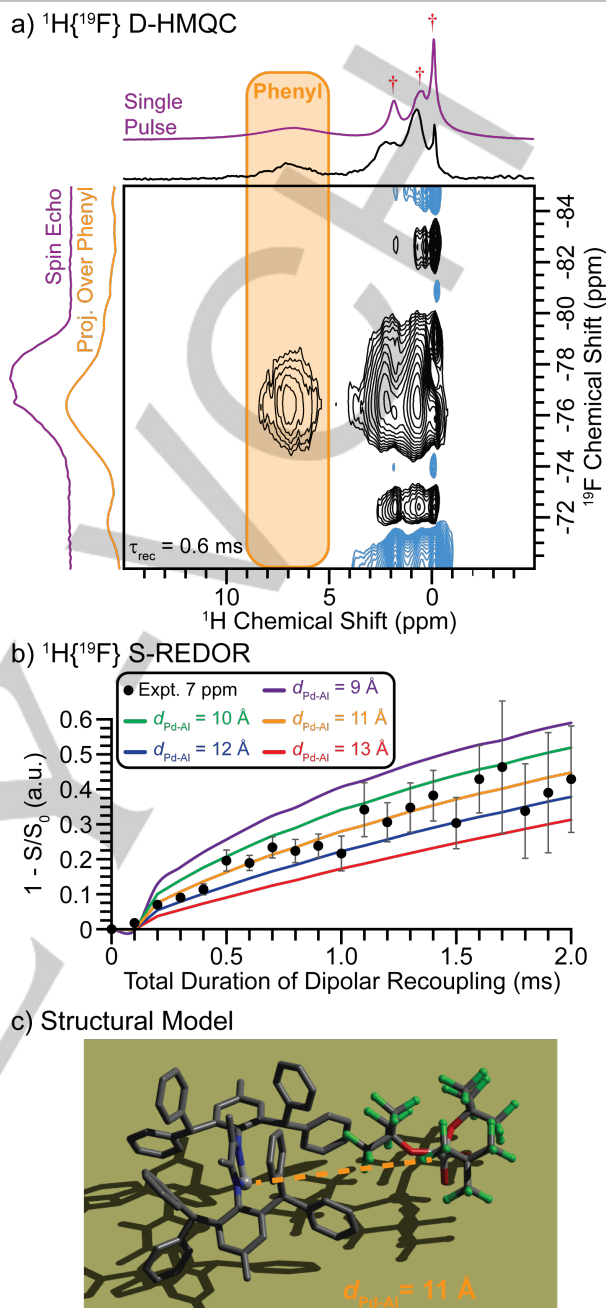 a) ¹H{¹⁹F} D-HMQC
† † †
Phenyl
Single
Pulse
Spin Echo
Proj. Over Phenyl
-84
-82
-80
-78
-76
-74
-72
¹⁹F Chemical Shift (ppm)
τrec = 0.6 ms
10 5 0
¹H Chemical Shift (ppm)
b) ¹H{¹⁹F} S-REDOR
Expt. 7 ppm dPd-Al = 9 Å
dPd-Al = 10 Å dPd-Al = 11 Å
dPd-Al = 12 Å dPd-Al = 13 Å
0.6
0.5
0.4
0.3
0.2
0.1
0
1 - S/S₀ (a.u.)
0 0.5 1.0 1.5 2.0
Total Duration of Dipolar Recoupling (ms)
c) Structural Model
dPd-Al = 11 Å